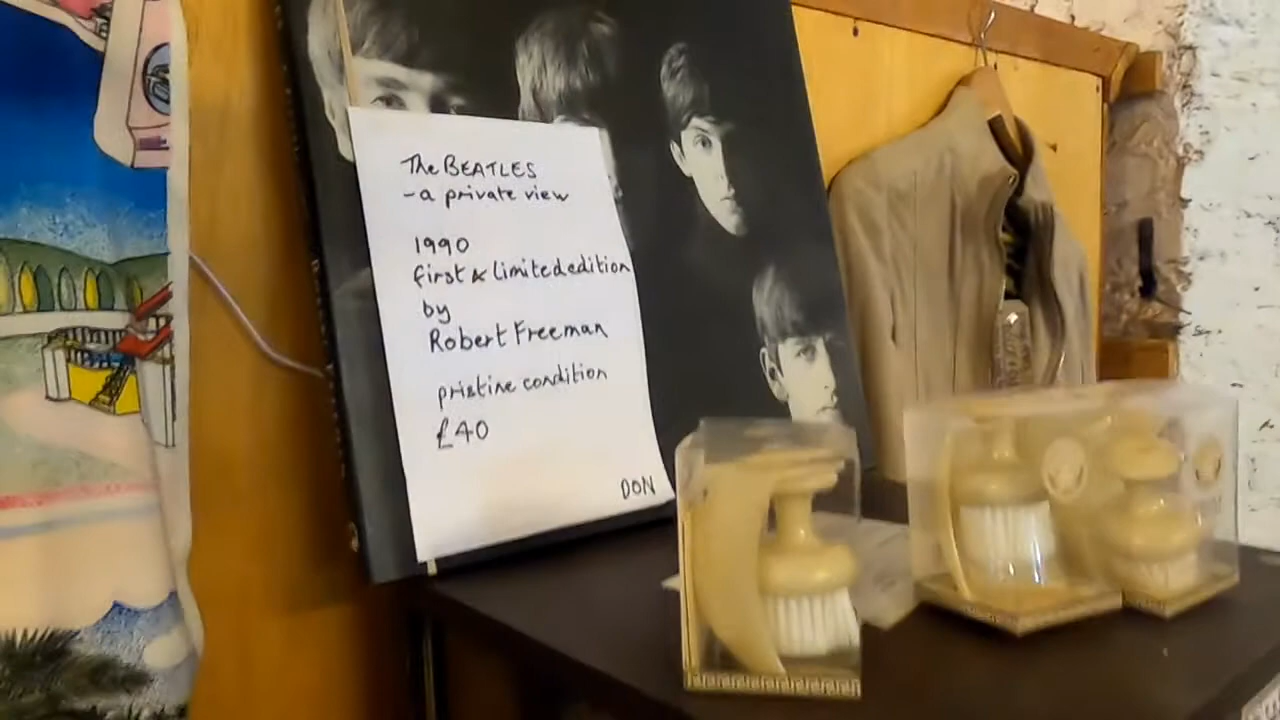 The BEATLES
- a private view
1990
first & limited edition
by
Robert Freeman
pristine condition
£40
DON